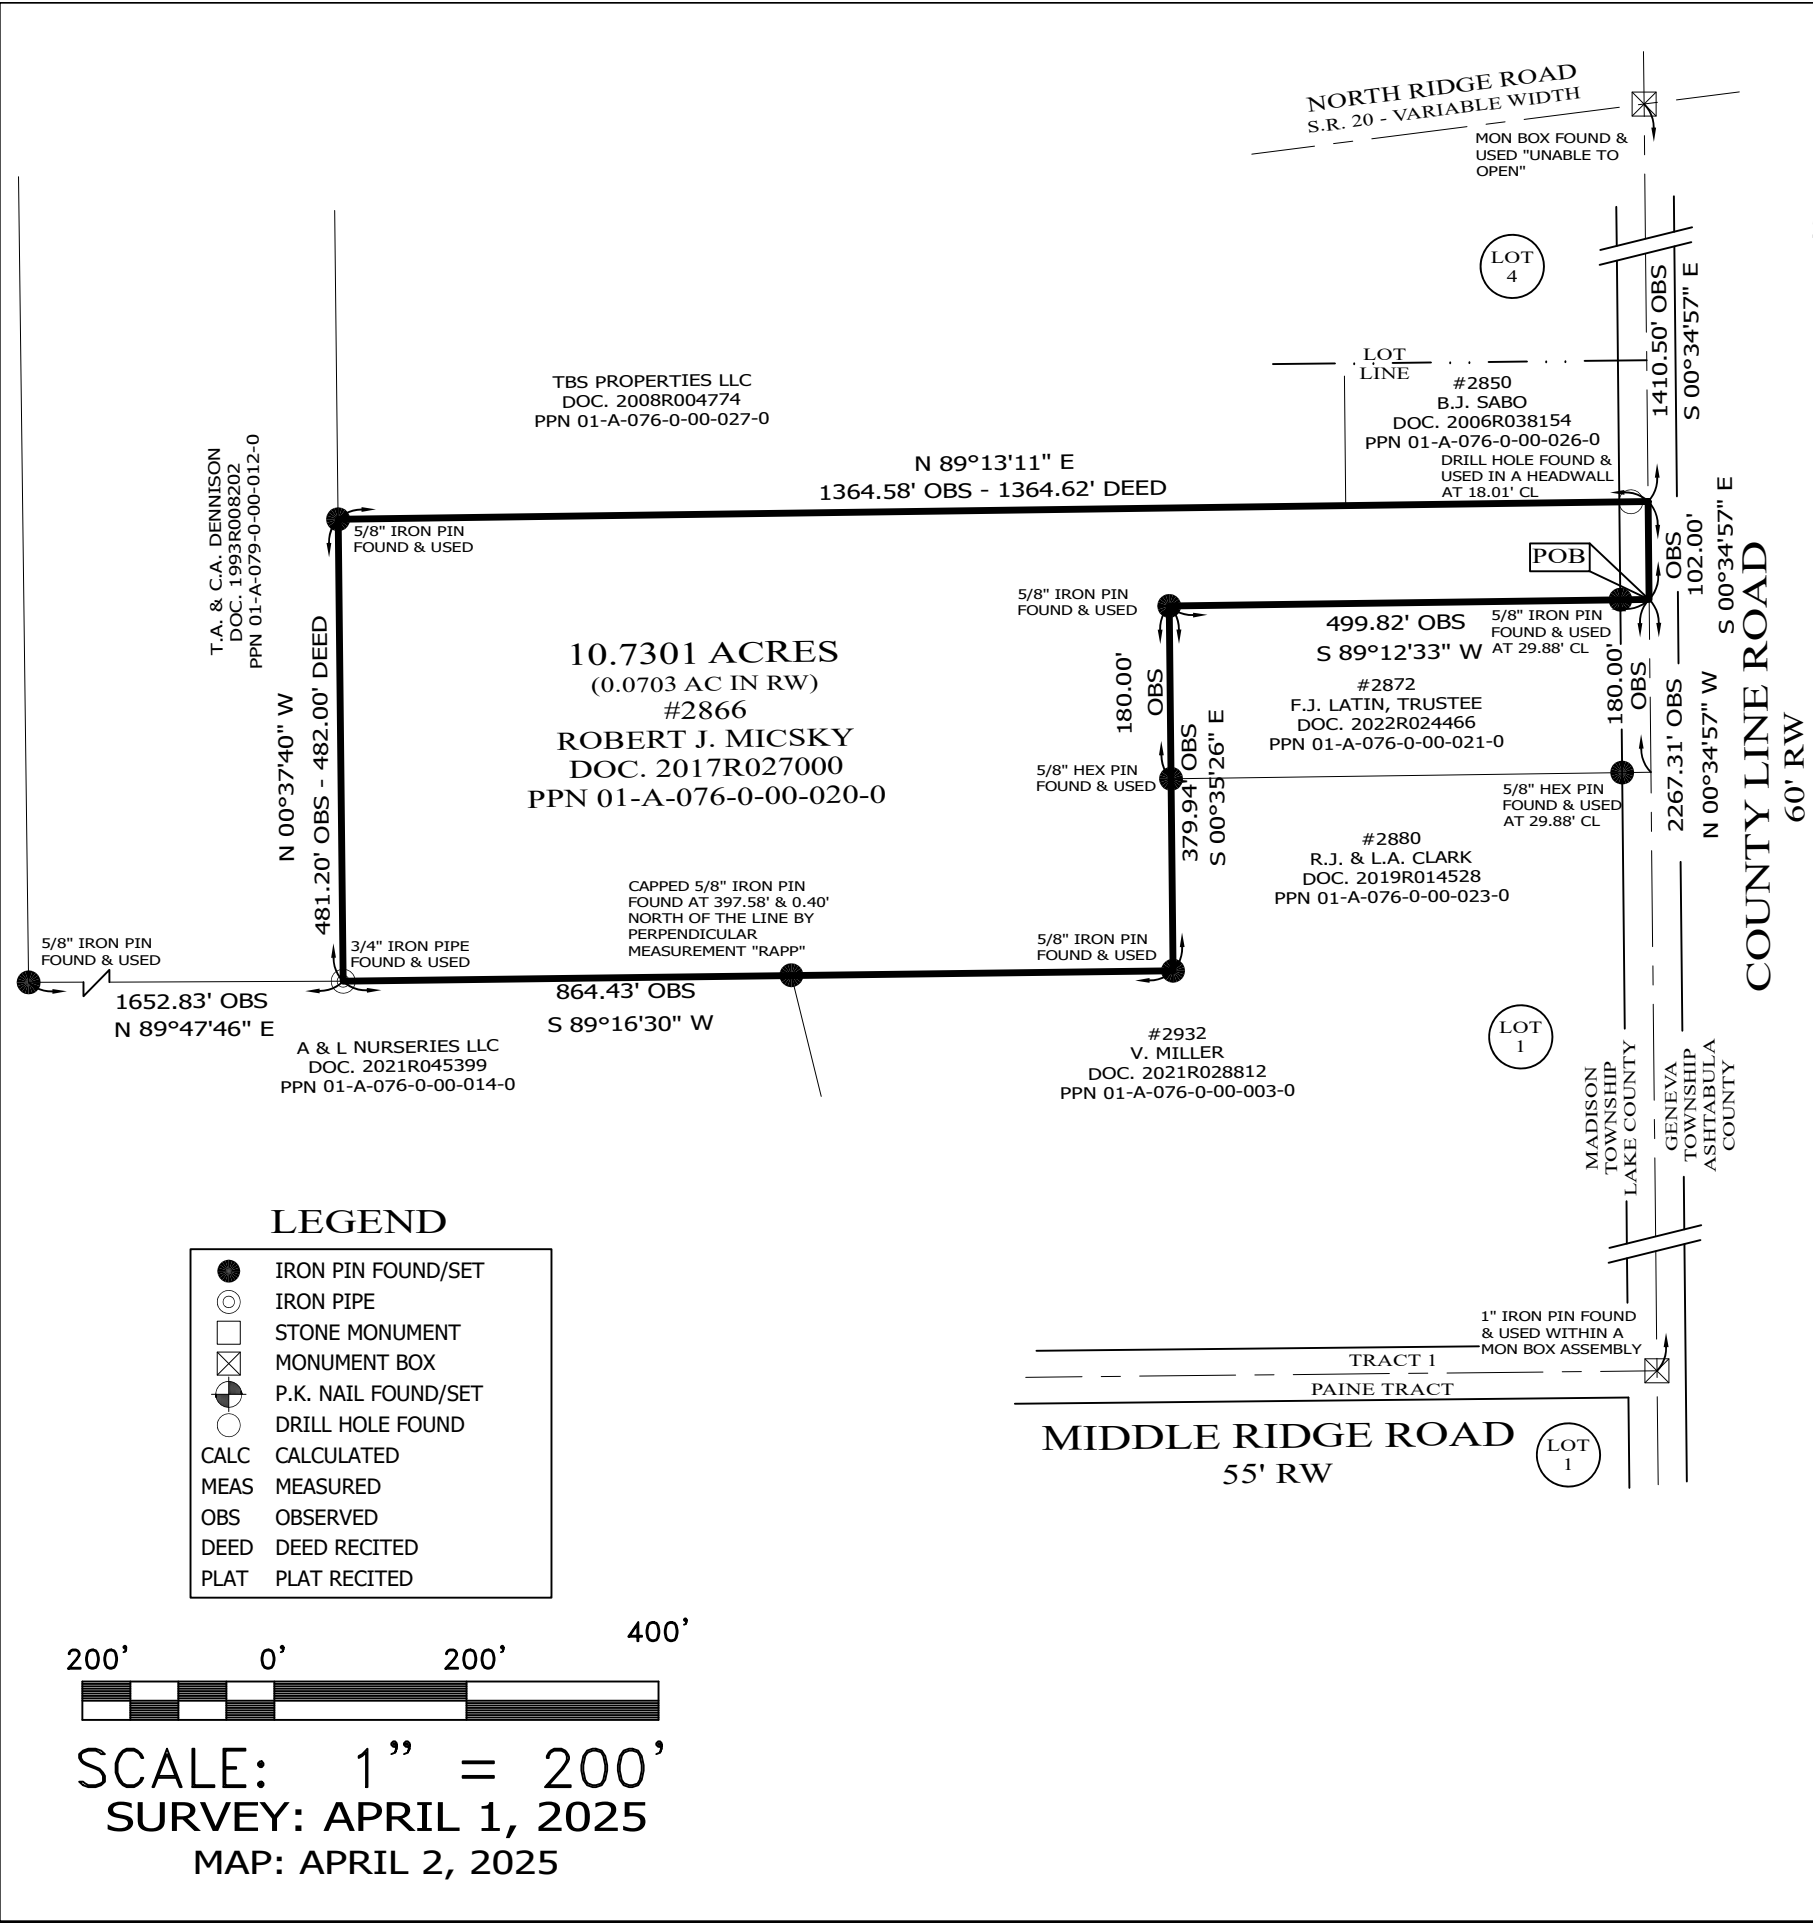 NORTH RIDGE ROAD
S.R. 20 - VARIABLE WIDTH
MON BOX FOUND &
USED "UNABLE TO
OPEN"
LOT
4
1410.50' OBS
S 00°34'57" E
LOT
LINE
TBS PROPERTIES LLC
DOC. 2008R004774
PPN 01-A-076-0-00-027-0
#2850
B.J. SABO
DOC. 2006R038154
PPN 01-A-076-0-00-026-0
DRILL HOLE FOUND &
USED IN A HEADWALL
AT 18.01' CL
T.A. & C.A. DENNISON
DOC. 1993R008202
PPN 01-A-079-0-00-012-0
N 89°13'11" E
1364.58' OBS - 1364.62' DEED
5/8" IRON PIN
FOUND & USED
OBS
102.00'
S 00°34'57" E
POB
5/8" IRON PIN
FOUND & USED
499.82' OBS
S 89°12'33" W
5/8" IRON PIN
FOUND & USED
AT 29.88' CL
N 00°37'40" W
481.20' OBS - 482.00' DEED
10.7301 ACRES
(0.0703 AC IN RW)
#2866
ROBERT J. MICSKY
DOC. 2017R027000
PPN 01-A-076-0-00-020-0
180.00'
OBS
379.94' OBS
S 00°35'26" E
#2872
F.J. LATIN, TRUSTEE
DOC. 2022R024466
PPN 01-A-076-0-00-021-0
180.00'
OBS
2267.31' OBS
N 00°34'57" W
COUNTY LINE ROAD
60' RW
5/8" HEX PIN
FOUND & USED
5/8" HEX PIN
FOUND & USED
AT 29.88' CL
#2880
R.J. & L.A. CLARK
DOC. 2019R014528
PPN 01-A-076-0-00-023-0
CAPPED 5/8" IRON PIN
FOUND AT 397.58' & 0.40'
NORTH OF THE LINE BY
PERPENDICULAR
MEASUREMENT "RAPP"
5/8" IRON PIN
FOUND & USED
3/4" IRON PIPE
FOUND & USED
5/8" IRON PIN
FOUND & USED
1652.83' OBS
N 89°47'46" E
864.43' OBS
S 89°16'30" W
A & L NURSERIES LLC
DOC. 2021R045399
PPN 01-A-076-0-00-014-0
#2932
V. MILLER
DOC. 2021R028812
PPN 01-A-076-0-00-003-0
LOT
1
MADISON
TOWNSHIP
LAKE COUNTY
GENEVA
TOWNSHIP
ASHTABULA
COUNTY
LEGEND
IRON PIN FOUND/SET
IRON PIPE
STONE MONUMENT
MONUMENT BOX
P.K. NAIL FOUND/SET
DRILL HOLE FOUND
CALC CALCULATED
MEAS MEASURED
OBS OBSERVED
DEED DEED RECITED
PLAT PLAT RECITED
1" IRON PIN FOUND
& USED WITHIN A
MON BOX ASSEMBLY
TRACT 1
PAINE TRACT
MIDDLE RIDGE ROAD
55' RW
LOT
1
200' 0' 200' 400'
SCALE: 1" = 200'
SURVEY: APRIL 1, 2025
MAP: APRIL 2, 2025